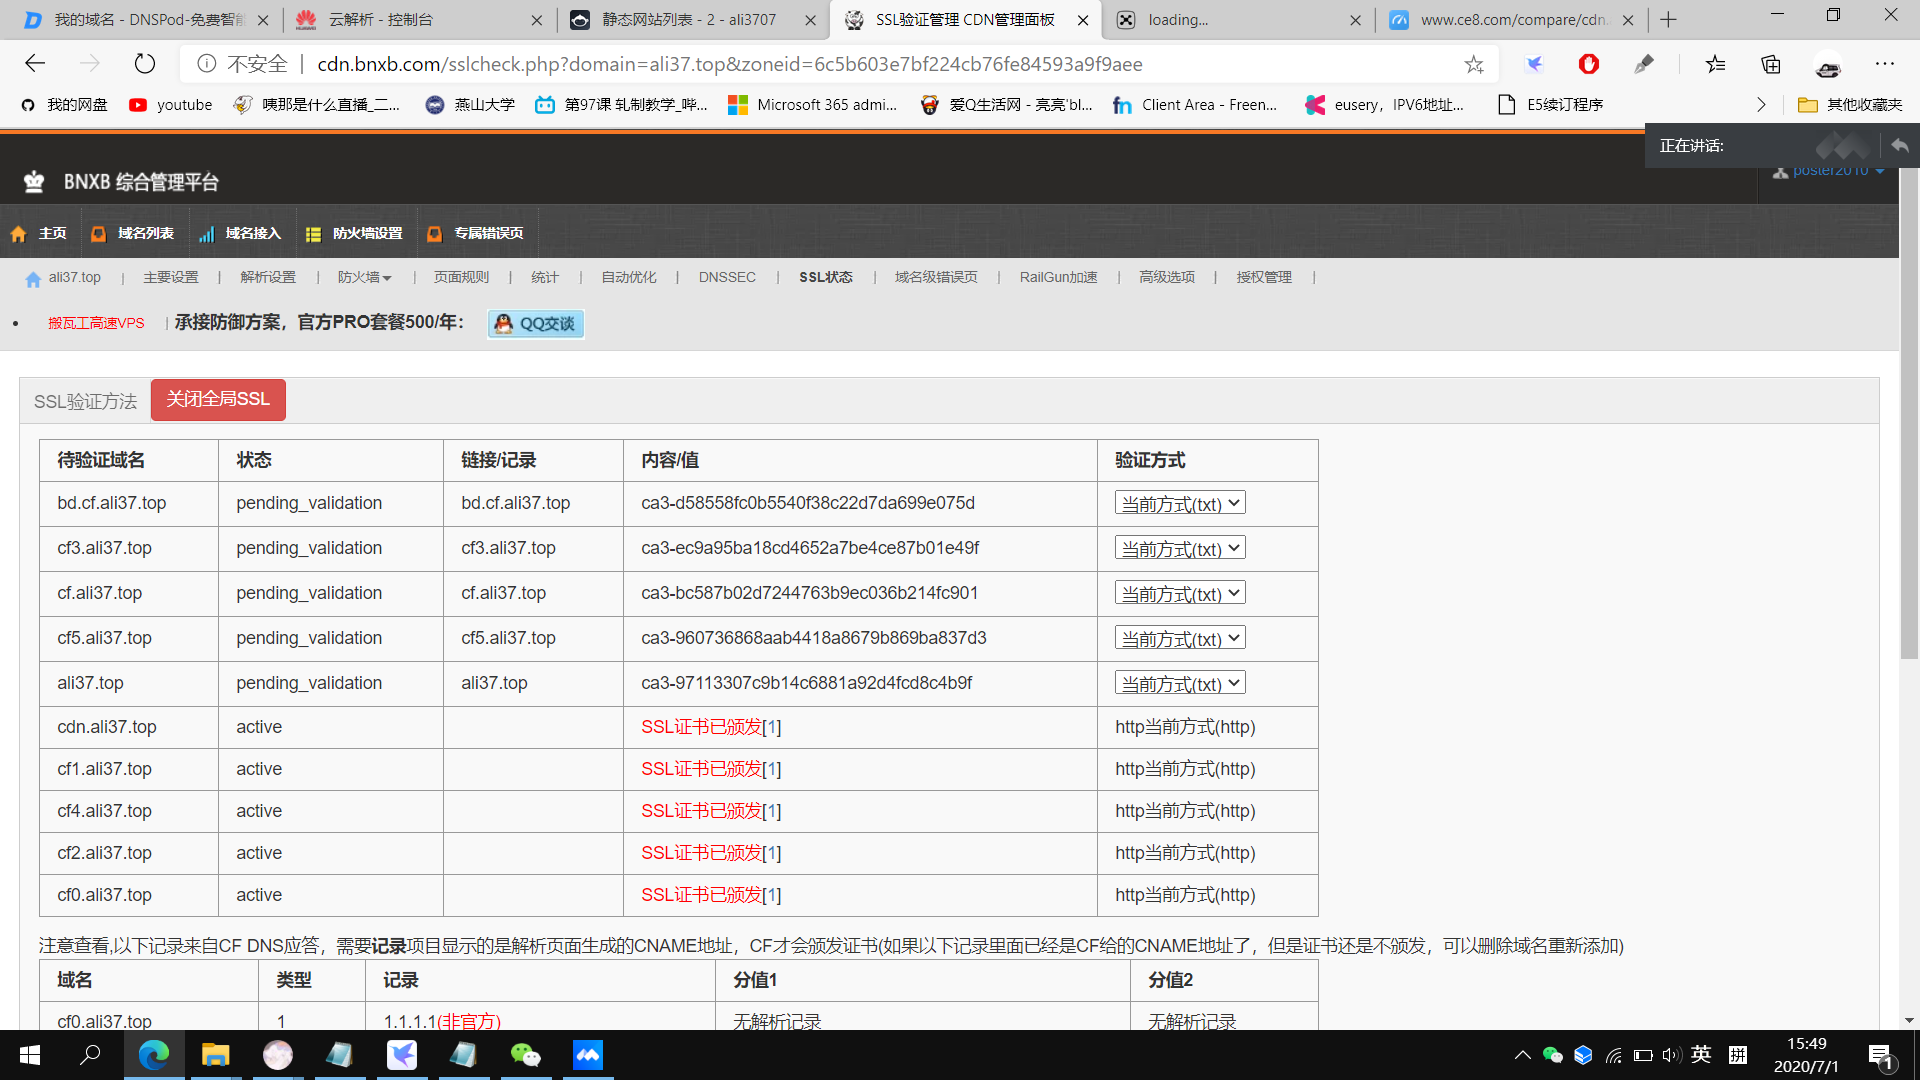 我的域名 - DNSPod-免费智能
云解析 - 控制台
静态网站列表 - 2 - ali3707
SSL验证管理 CDN管理面板
loading...
www.ce8.com/compare/cdn.
不安全 | cdn.bnxb.com/sslcheck.php?domain=ali37.top&zoneid=6c5b603e7bf224cb76fe84593a9f9aee
我的网盘 youtube 咦那是什么直播_二... 燕山大学 第97课 轧制教学_哔... Microsoft 365 admi... 爱Q生活网 - 亮亮'bl... Client Area - Freen... eusery，IPV6地址... E5续订程序 其他收藏夹
正在讲话:
BNXB 综合管理平台
poster2010
主页 域名列表 域名接入 防火墙设置 专属错误页
ali37.top | 主要设置 | 解析设置 | 防火墙 | 页面规则 | 统计 | 自动优化 | DNSSEC | SSL状态 | 域名级错误页 | RailGun加速 | 高级选项 | 授权管理 |
搬瓦工高速VPS | 承接防御方案，官方PRO套餐500/年： QQ交谈
SSL验证方法 关闭全局SSL
待验证域名 状态 链接/记录 内容/值 验证方式
bd.cf.ali37.top pending_validation bd.cf.ali37.top ca3-d58558fc0b5540f38c22d7da699e075d 当前方式(txt)
cf3.ali37.top pending_validation cf3.ali37.top ca3-ec9a95ba18cd4652a7be4ce87b01e49f 当前方式(txt)
cf.ali37.top pending_validation cf.ali37.top ca3-bc587b02d7244763b9ec036b214fc901 当前方式(txt)
cf5.ali37.top pending_validation cf5.ali37.top ca3-960736868aab4418a8679b869ba837d3 当前方式(txt)
ali37.top pending_validation ali37.top ca3-97113307c9b14c6881a92d4fcd8c4b9f 当前方式(txt)
cdn.ali37.top active SSL证书已颁发[1] http当前方式(http)
cf1.ali37.top active SSL证书已颁发[1] http当前方式(http)
cf4.ali37.top active SSL证书已颁发[1] http当前方式(http)
cf2.ali37.top active SSL证书已颁发[1] http当前方式(http)
cf0.ali37.top active SSL证书已颁发[1] http当前方式(http)
注意查看,以下记录来自CF DNS应答，需要记录项目显示的是解析页面生成的CNAME地址，CF才会颁发证书(如果以下记录里面已经是CF给的CNAME地址了，但是证书还是不颁发，可以删除域名重新添加)
域名 类型 记录 分值1 分值2
cf0.ali37.top 1 1.1.1.1(非官方) 无解析记录 无解析记录
英 拼
15:49
2020/7/1
1